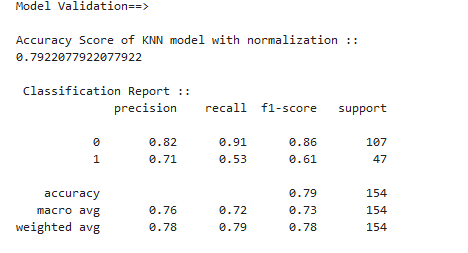 Model Validation==>
Accuracy Score of KNN model with normalization ::
0.7922077922077922
Classification Report ::
precision recall f1-score support
0 0.82 0.91 0.86 107
1 0.71 0.53 0.61 47
accuracy 0.79 154
macro avg 0.76 0.72 0.73 154
weighted avg 0.78 0.79 0.78 154